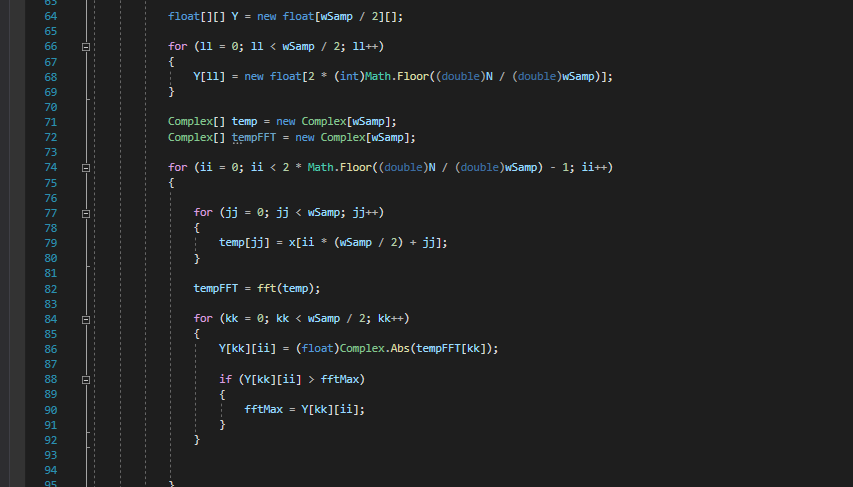 63
64 float[][] Y = new float[wSamp / 2][];
65
66 for (ll = 0; ll < wSamp / 2; ll++)
67 {
68 Y[ll] = new float[2 * (int)Math.Floor((double)N / (double)wSamp)];
69 }
70
71 Complex[] temp = new Complex[wSamp];
72 Complex[] tempFFT = new Complex[wSamp];
73
74 for (ii = 0; ii < 2 * Math.Floor((double)N / (double)wSamp) - 1; ii++)
75 {
76
77 for (jj = 0; jj < wSamp; jj++)
78 {
79 temp[jj] = x[ii * (wSamp / 2) + jj];
80 }
81
82 tempFFT = fft(temp);
83
84 for (kk = 0; kk < wSamp / 2; kk++)
85 {
86 Y[kk][ii] = (float)Complex.Abs(tempFFT[kk]);
87
88 if (Y[kk][ii] > fftMax)
89 {
90 fftMax = Y[kk][ii];
91 }
92 }
93
94
95 }